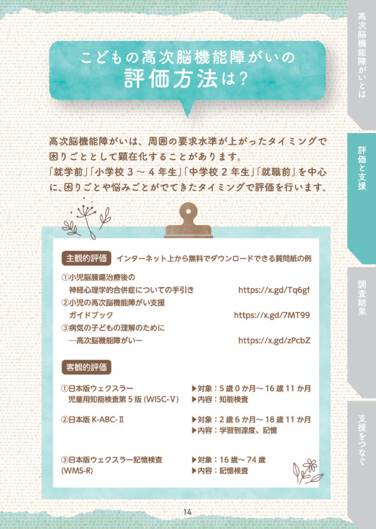 こどもの高次脳機能障がいの
評価方法は？
高次脳機能障がいは、周囲の要求水準が上がったタイミングで
困りごととして顕在化することがあります。
「就学前」「小学校3～4年生」「中学校2年生」「就職前」を中心
に、困りごとや悩みごとがでてきたタイミングで評価を行います。
主観的評価 インターネット上から無料でダウンロードできる質問紙の例
①小児脳腫瘍治療後の
神経心理学的合併症についての手引き https://x.gd/Tq6gf
②小児の高次脳機能障がい支援
ガイドブック https://x.gd/7MT99
③病気の子どもの理解のために
―高次脳機能障がい― https://x.gd/zPcbZ
客観的評価
①日本版ウェクスラー ▶対象：5歳0か月～16歳11か月
児童用知能検査第5版（WISC-Ⅴ） ▶内容：知能検査
②日本版K-ABC-Ⅱ ▶対象：2歳6か月～18歳11か月
▶内容：学習到達度、記憶
③日本版ウェクスラー記憶検査 ▶対象：16歳～74歳
(WMS-R) ▶内容：記憶検査
14
高次脳機能障がいとは
評価と支援
調査結果
支援をつなぐ